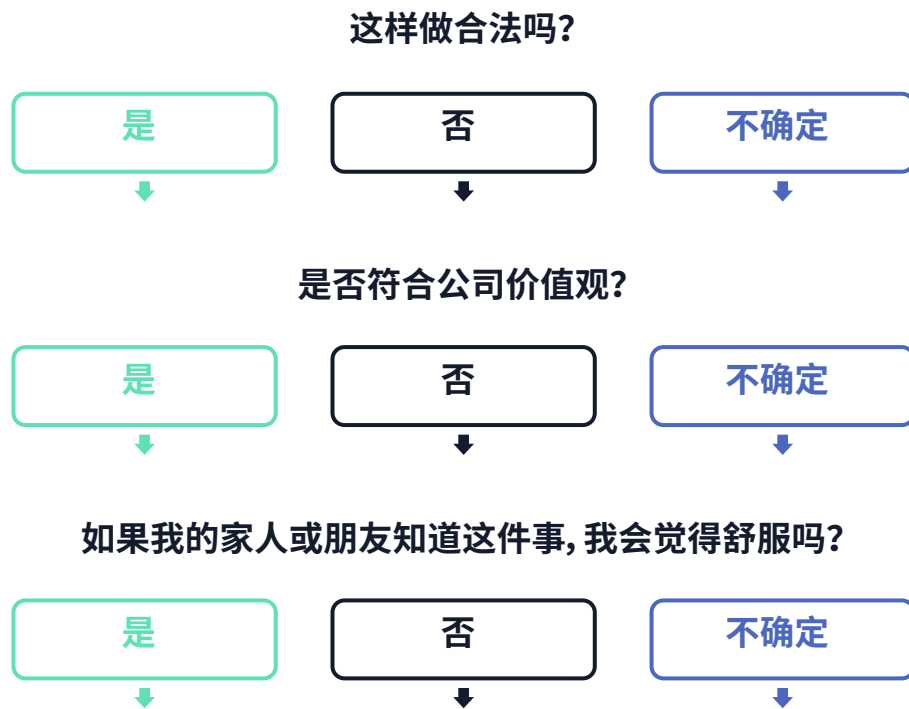 这样做合法吗？
是 否 不确定
是否符合公司价值观？
是 否 不确定
如果我的家人或朋友知道这件事，我会觉得舒服吗？
是 否 不确定